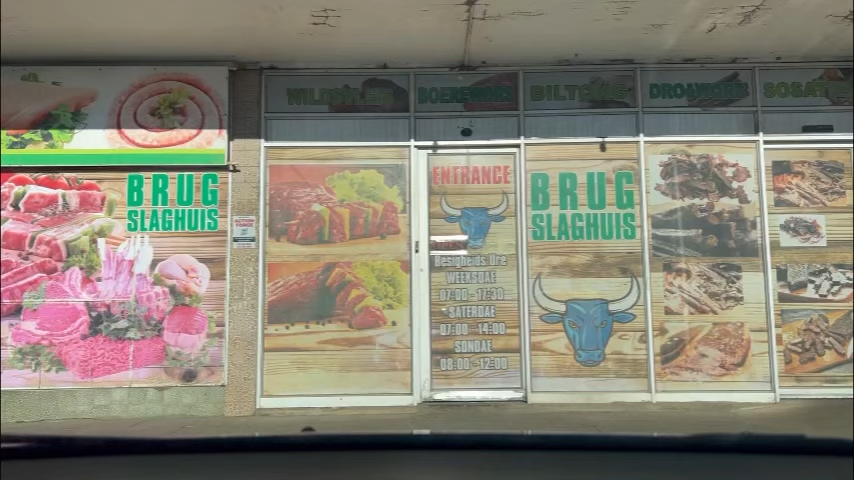 BOEREWORS
BILTONG
DROëWORS
SOSATIE
BRUG
SLAGHUIS
ENTRANCE
Besigheids Ure
WEEKSDAE
07:00 - 17:30
SATERDAE
07:00 - 14:00
SONDAE
08:00 - 12:00
BRUG
SLAGHUIS